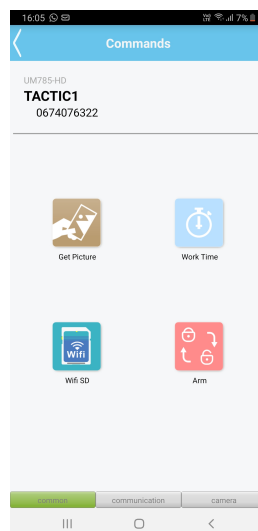 16:05 7%
Commands
UM785-HD
TACTIC1
0674076322
Get Picture Work Time
Wifi
Wifi SD Arm
common communication camera